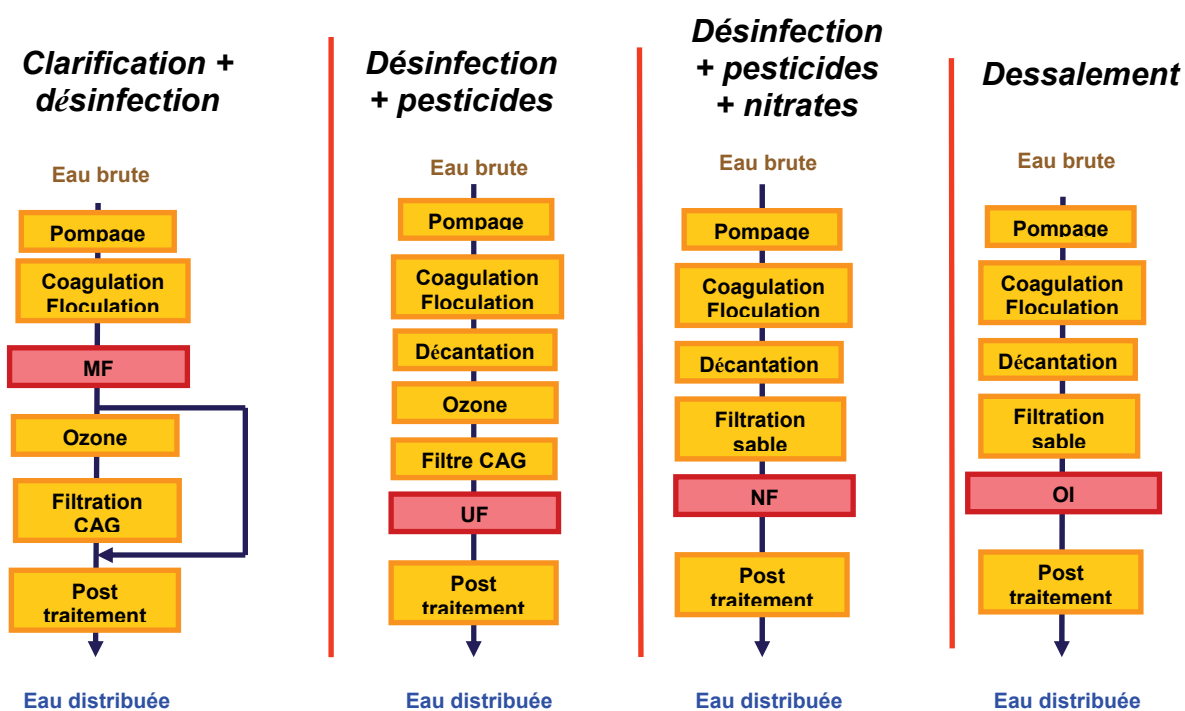 Clarification +
désinfection
Eau brute
Pompage
Coagulation
Floculation
MF
Ozone
Filtration
CAG
Post
traitement
Eau distribuée
Désinfection
+ pesticides
Eau brute
Pompage
Coagulation
Floculation
Décantation
Ozone
Filtre CAG
UF
Post
traitement
Eau distribuée
Désinfection
+ pesticides
+ nitrates
Eau brute
Pompage
Coagulation
Floculation
Décantation
Filtration
sable
NF
Post
traitement
Eau distribuée
Dessalement
Eau brute
Pompage
Coagulation
Floculation
Décantation
Filtration
sable
OI
Post
traitement
Eau distribuée